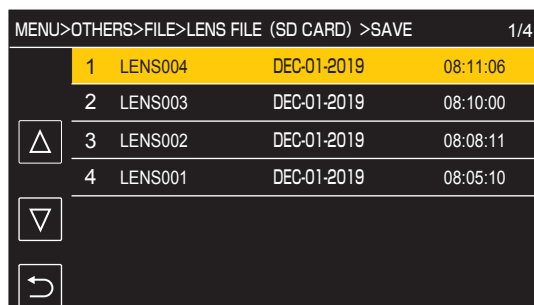 MENU>OTHERS>FILE>LENS FILE (SD CARD) >SAVE 1/4
1 LENS004 DEC-01-2019 08:11:06
2 LENS003 DEC-01-2019 08:10:00
3 LENS002 DEC-01-2019 08:08:11
4 LENS001 DEC-01-2019 08:05:10